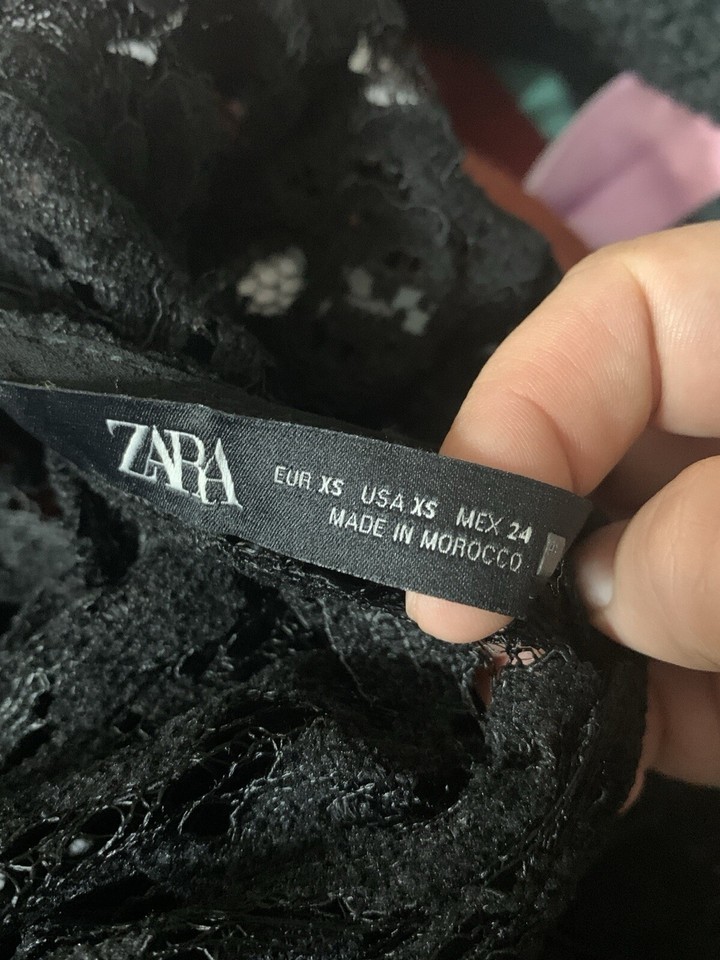 ZARA
EUR XS USA XS MEX 24
MADE IN MOROCCO